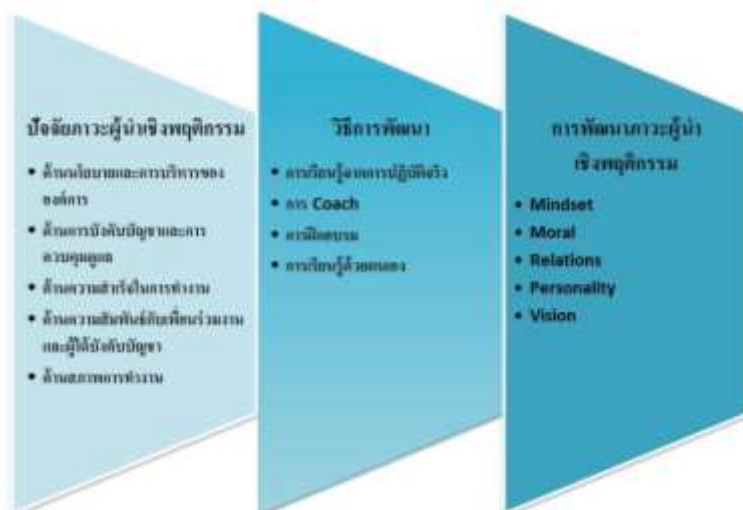 ปัจจัยภาวะผู้นำเชิงพฤติกรรม
• ด้านนโยบายและการบริหารของ
องค์การ
• ด้านการบังคับบัญชาและการ
ควบคุมดูแล
• ด้านความสำเร็จในการทำงาน
• ด้านความสัมพันธ์กับเพื่อนร่วมงาน
และผู้ใต้บังคับบัญชา
• ด้านสภาพการทำงาน
วิธีการพัฒนา
• การเรียนรู้จากการปฏิบัติจริง
• การ Coach
• การฝึกอบรม
• การเรียนรู้ด้วยตนเอง
การพัฒนาภาวะผู้นำ
เชิงพฤติกรรม
• Mindset
• Moral
• Relations
• Personality
• Vision